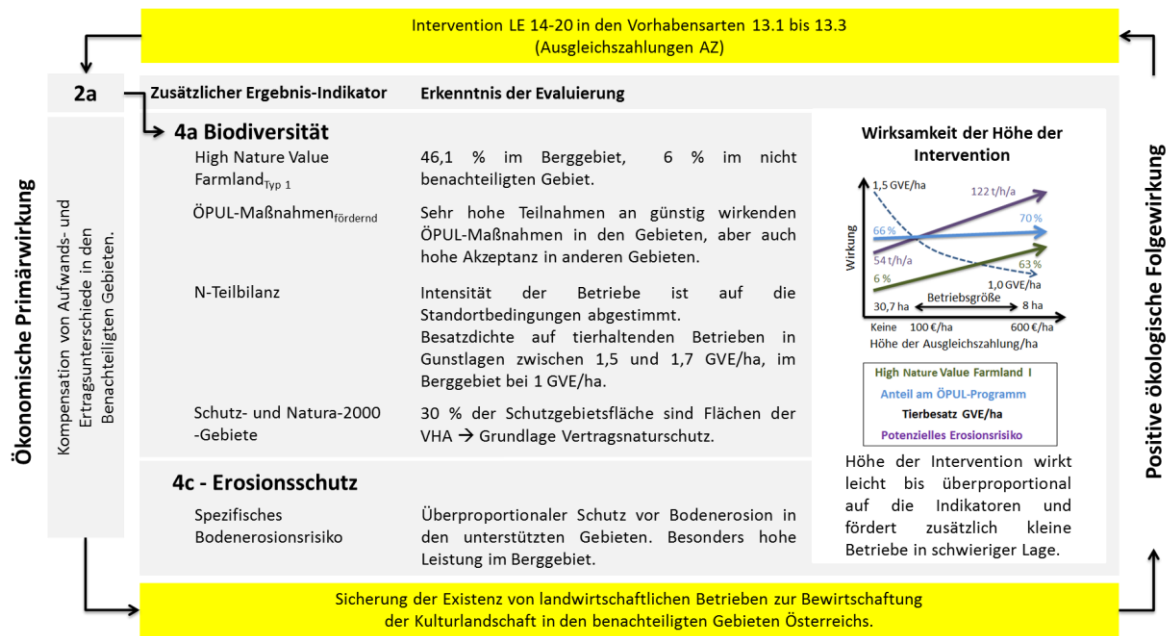 Intervention LE 14-20 in den Vorhabensarten 13.1 bis 13.3
(Ausgleichszahlungen AZ)
Ökonomische Primärwirkung
2a
Kompensation von Aufwands- und
Ertragsunterschiede in den
Benachteiligten Gebieten.
Zusätzlicher Ergebnis-Indikator
Erkenntnis der Evaluierung
4a Biodiversität
High Nature Value
Farmland Typ 1
46,1 % im Berggebiet, 6 % im nicht
benachteiligten Gebiet.
ÖPUL-Maßnahmen fördernd
Sehr hohe Teilnahmen an günstig wirkenden
ÖPUL-Maßnahmen in den Gebieten, aber auch
hohe Akzeptanz in anderen Gebieten.
N-Teilbilanz
Intensität der Betriebe ist auf die
Standortbedingungen abgestimmt.
Besatzdichte auf tierhaltenden Betrieben in
Gunstlagen zwischen 1,5 und 1,7 GVE/ha, im
Berggebiet bei 1 GVE/ha.
Schutz- und Natura-2000
-Gebiete
30 % der Schutzgebietsfläche sind Flächen der
VHA → Grundlage Vertragsnaturschutz.
4c - Erosionsschutz
Spezifisches
Bodenerosionsrisiko
Überproportionaler Schutz vor Bodenerosion in
den unterstützten Gebieten. Besonders hohe
Leistung im Berggebiet.
Wirksamkeit der Höhe der
Intervention
Wirkung
1,5 GVE/ha
122 t/h/a
66 %
70 %
54 t/h/a
63 %
6 %
1,0 GVE/ha
30,7 ha
Betriebsgröße
8 ha
Keine
100 €/ha
600 €/ha
Höhe der Ausgleichszahlung/ha
High Nature Value Farmland I
Anteil am ÖPUL-Programm
Tierbesatz GVE/ha
Potenzielles Erosionsrisiko
Höhe der Intervention wirkt
leicht bis überproportional
auf die Indikatoren und
fördert zusätzlich kleine
Betriebe in schwieriger Lage.
Positive ökologische Folgewirkung
Sicherung der Existenz von landwirtschaftlichen Betrieben zur Bewirtschaftung
der Kulturlandschaft in den benachteiligten Gebieten Österreichs.